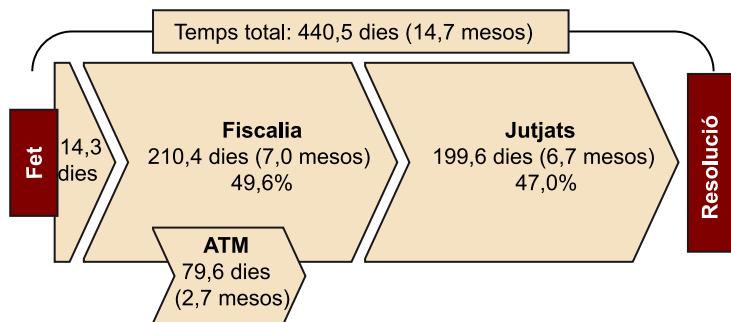 Temps total: 440,5 dies (14,7 mesos)
Fet
14,3
dies
Fiscalia
210,4 dies (7,0 mesos)
49,6%
ATM
79,6 dies
(2,7 mesos)
Jutjats
199,6 dies (6,7 mesos)
47,0%
Resolució